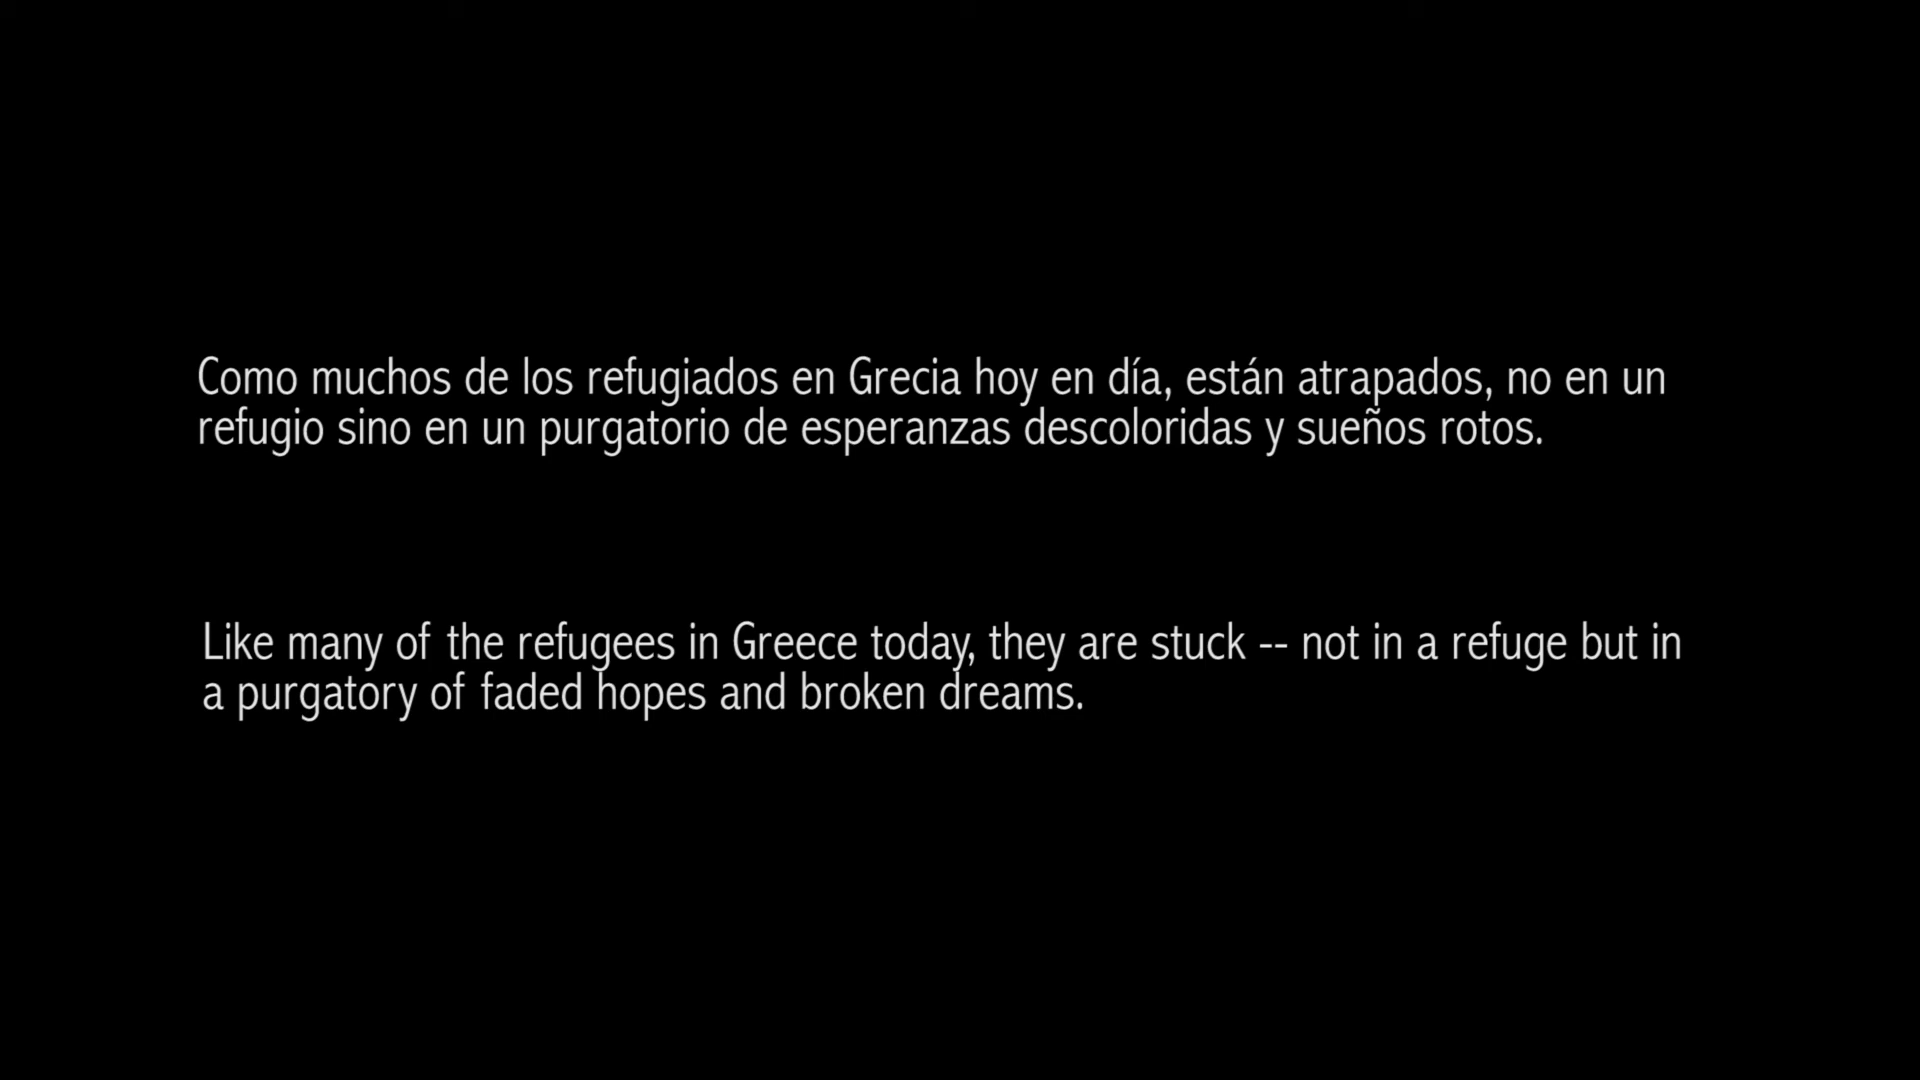 Como muchos de los refugiados en Grecia hoy en día, están atrapados, no en un
refugio sino en un purgatorio de esperanzas descoloridas y sueños rotos.
Like many of the refugees in Greece today, they are stuck -- not in a refuge but in
a purgatory of faded hopes and broken dreams.